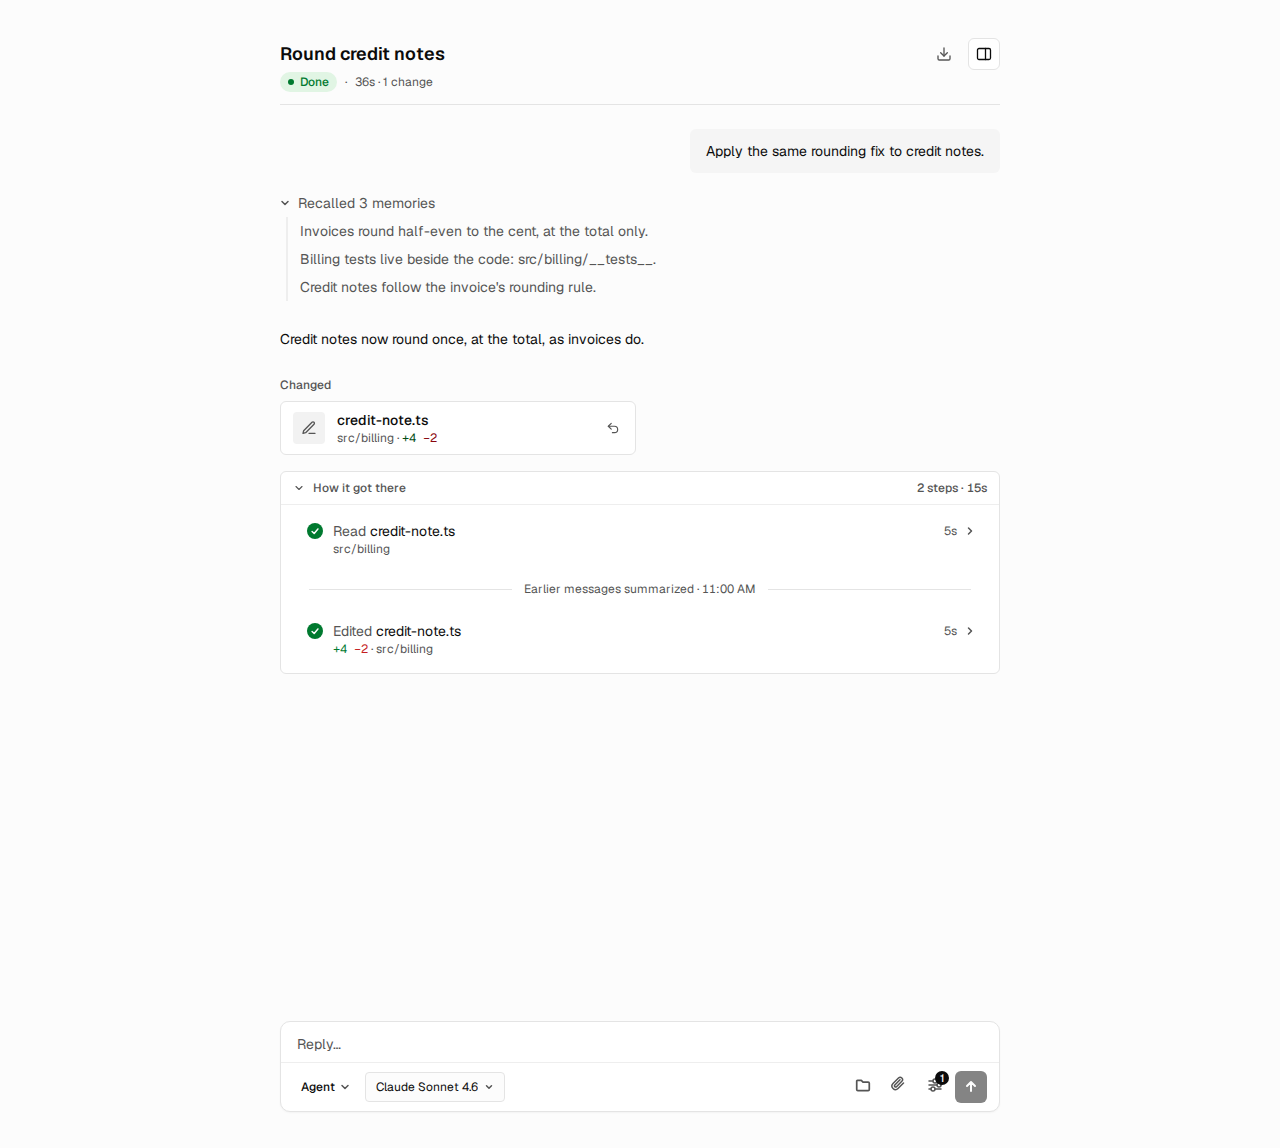 Round credit notes
Done · 36s · 1 change
Apply the same rounding fix to credit notes.
Recalled 3 memories
Invoices round half-even to the cent, at the total only.
Billing tests live beside the code: src/billing/__tests__.
Credit notes follow the invoice's rounding rule.
Credit notes now round once, at the total, as invoices do.
Changed
credit-note.ts
src/billing · +4 −2
How it got there 2 steps · 15s
Read credit-note.ts 5s
src/billing
Earlier messages summarized · 11:00 AM
Edited credit-note.ts 5s
+4 −2 · src/billing
Reply...
Agent Claude Sonnet 4.6 1